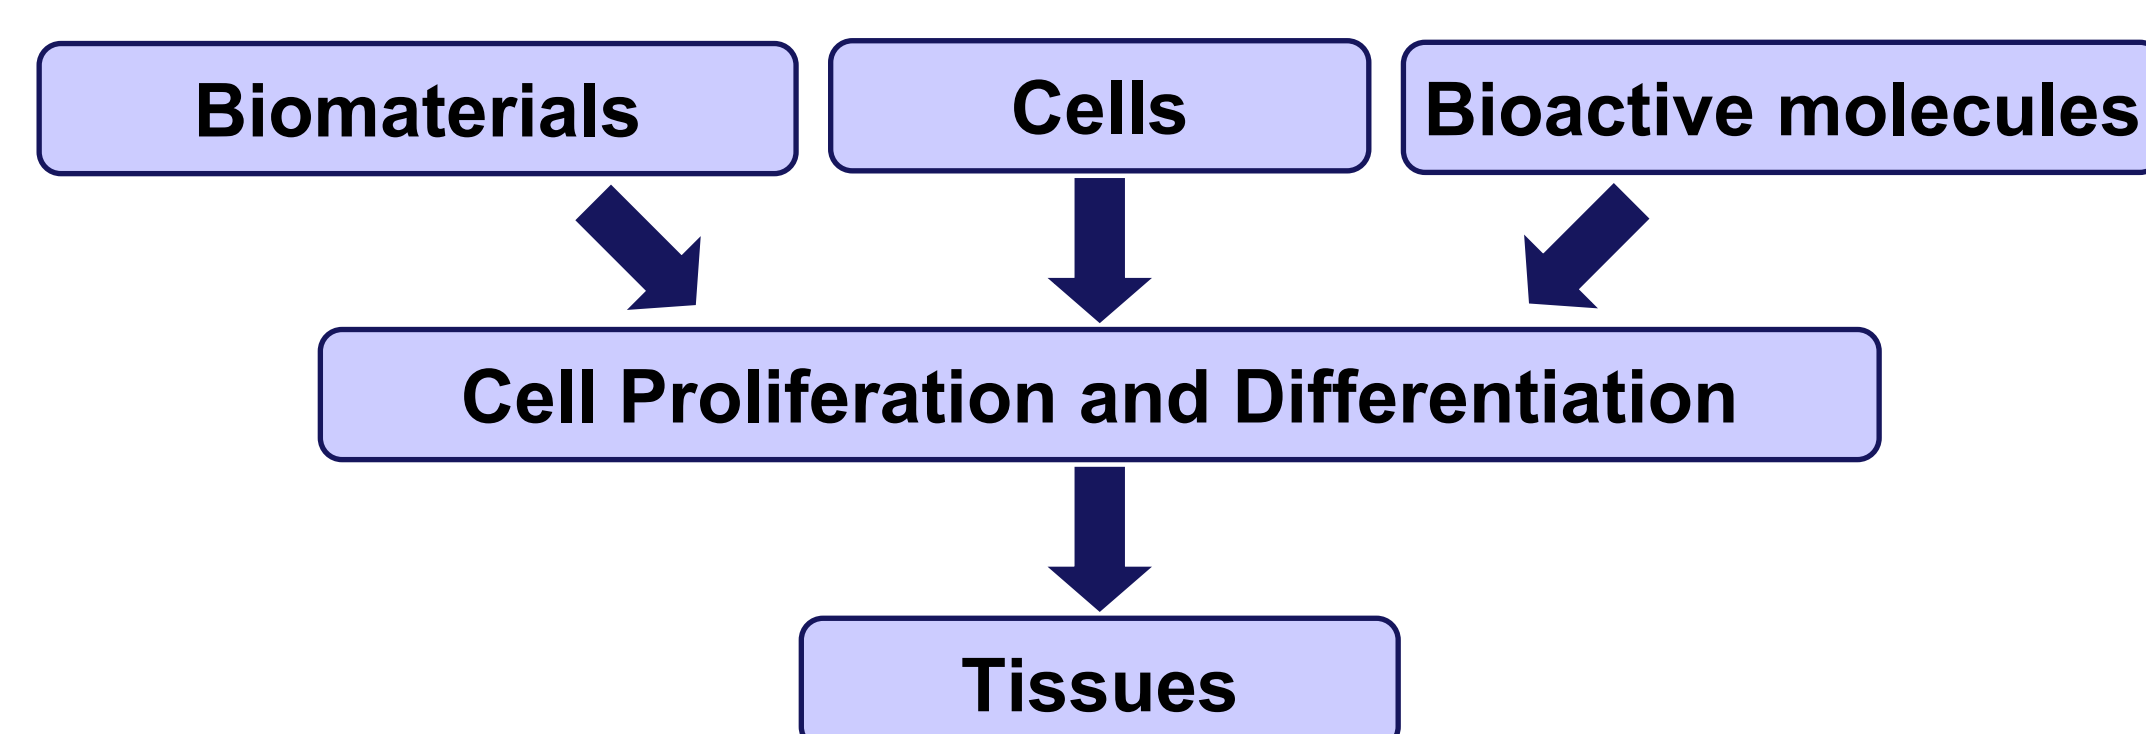 Biomaterials
Cells
Bioactive molecules
Cell Proliferation and Differentiation
Tissues